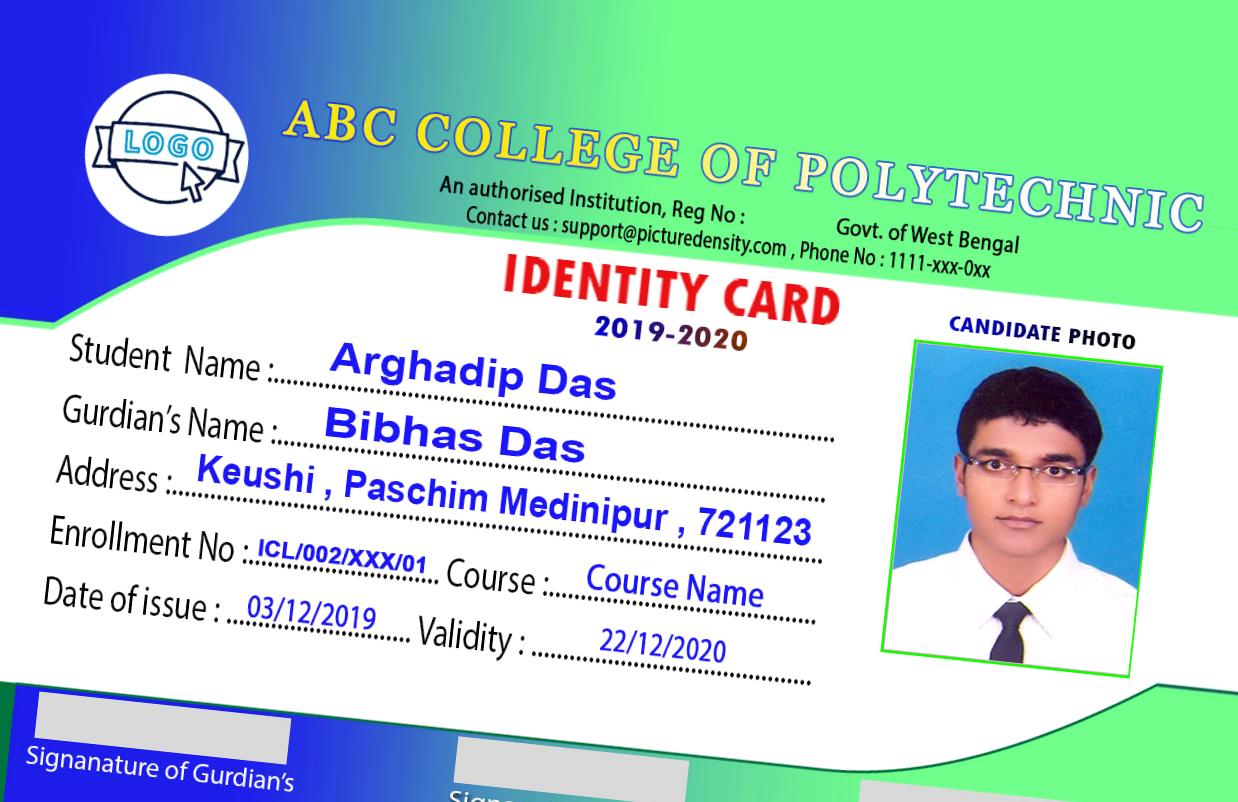 LOGO
ABC COLLEGE OF POLYTECHNIC
An authorised Institution, Reg No : Govt. of West Bengal
Contact us : support@picturedensity.com , Phone No : 1111-xxx-0xx
IDENTITY CARD
2019-2020
CANDIDATE PHOTO
Student Name : Arghadip Das
Gurdian's Name : Bibhas Das
Address : Keushi , Paschim Medinipur , 721123
Enrollment No : ICL/002/XXX/01 Course : Course Name
Date of issue : 03/12/2019 Validity : 22/12/2020
Signanature of Gurdian's